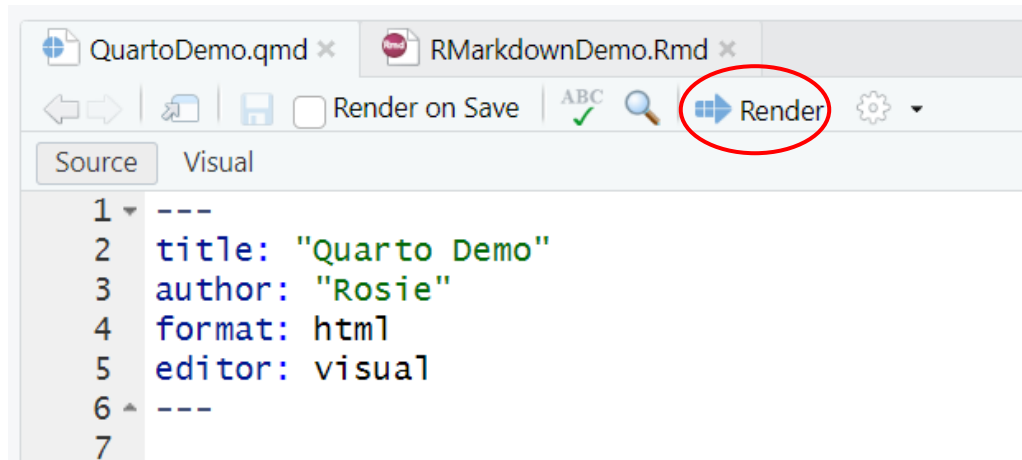 QuartoDemo.qmd × Rmd RMarkdownDemo.Rmd ×
Render on Save ABC Render
Source Visual
1 ---
2 title: "Quarto Demo"
3 author: "Rosie"
4 format: html
5 editor: visual
6 ---
7